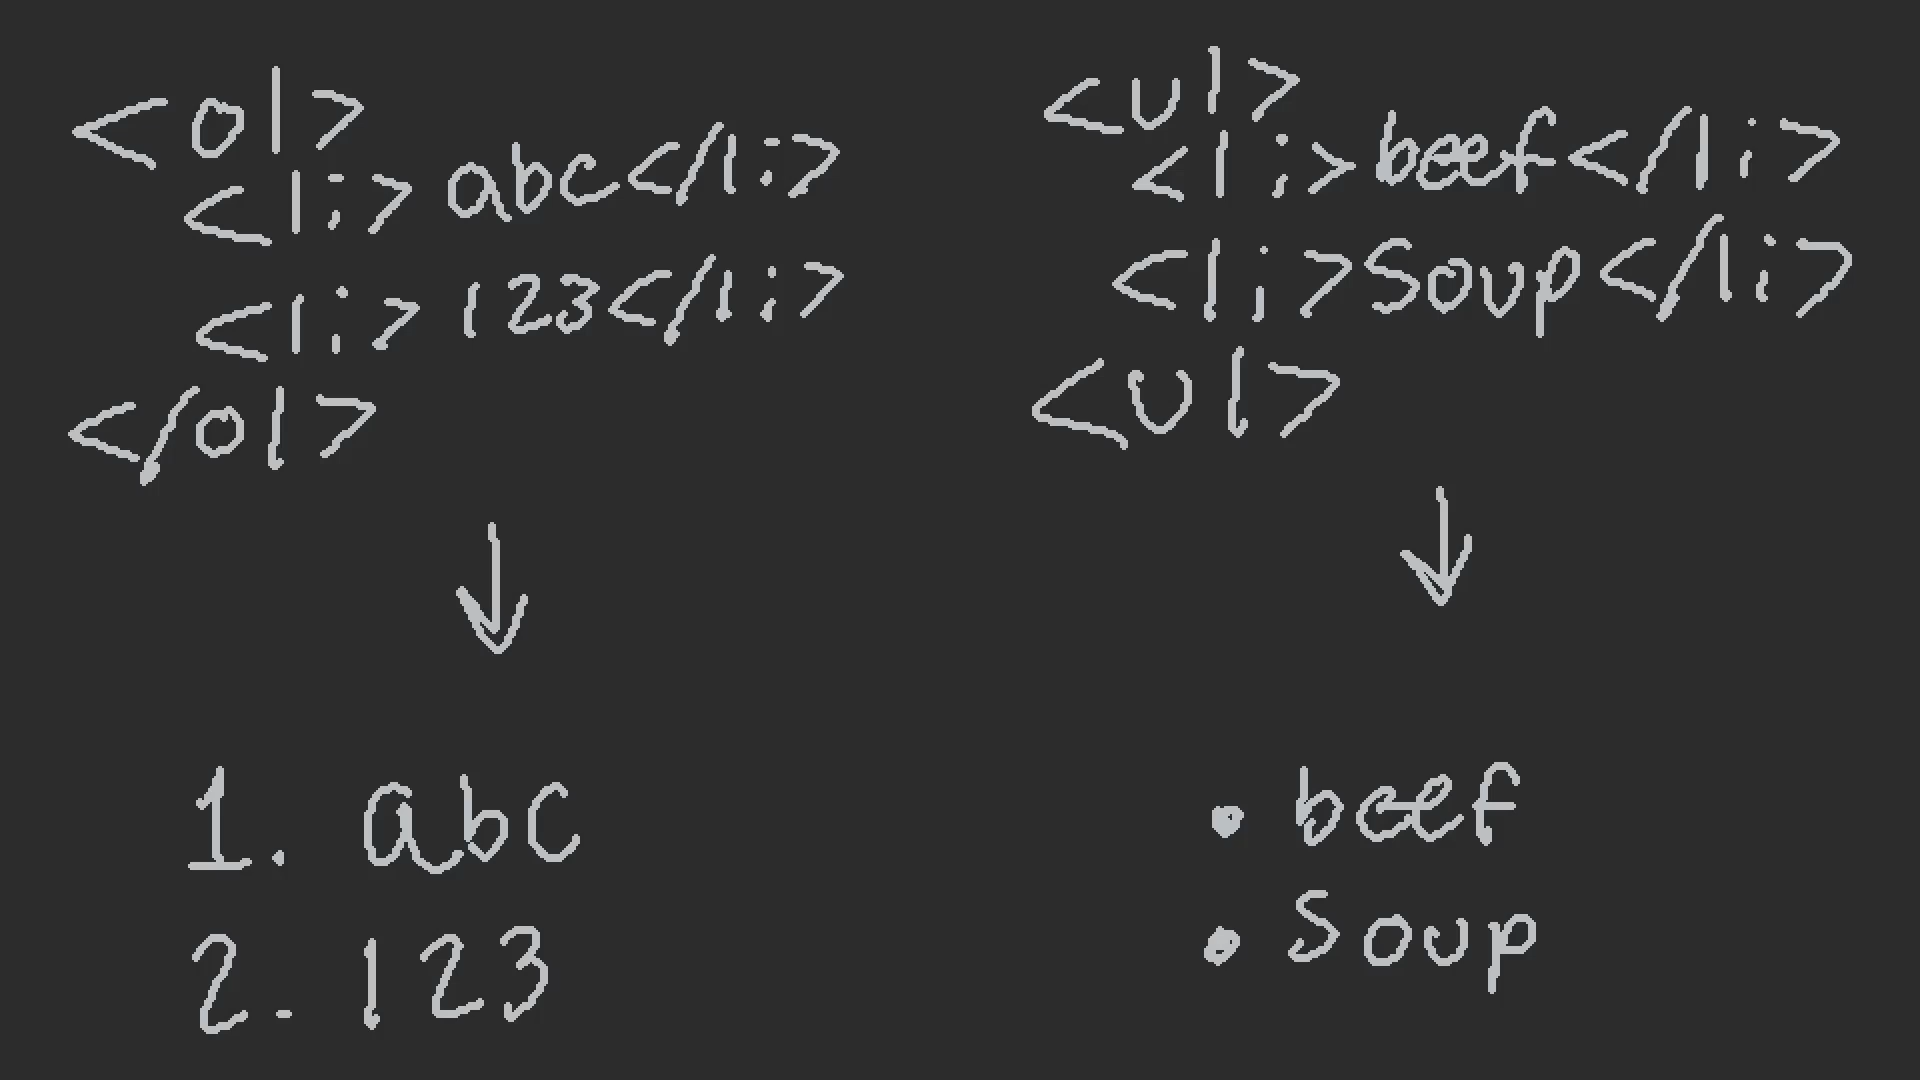 <ol>
<li>abc</li>
<li>123</li>
</ol>
1. abc
2. 123
<ul>
<li>beef</li>
<li>Soup</li>
<ul>
• beef
• Soup